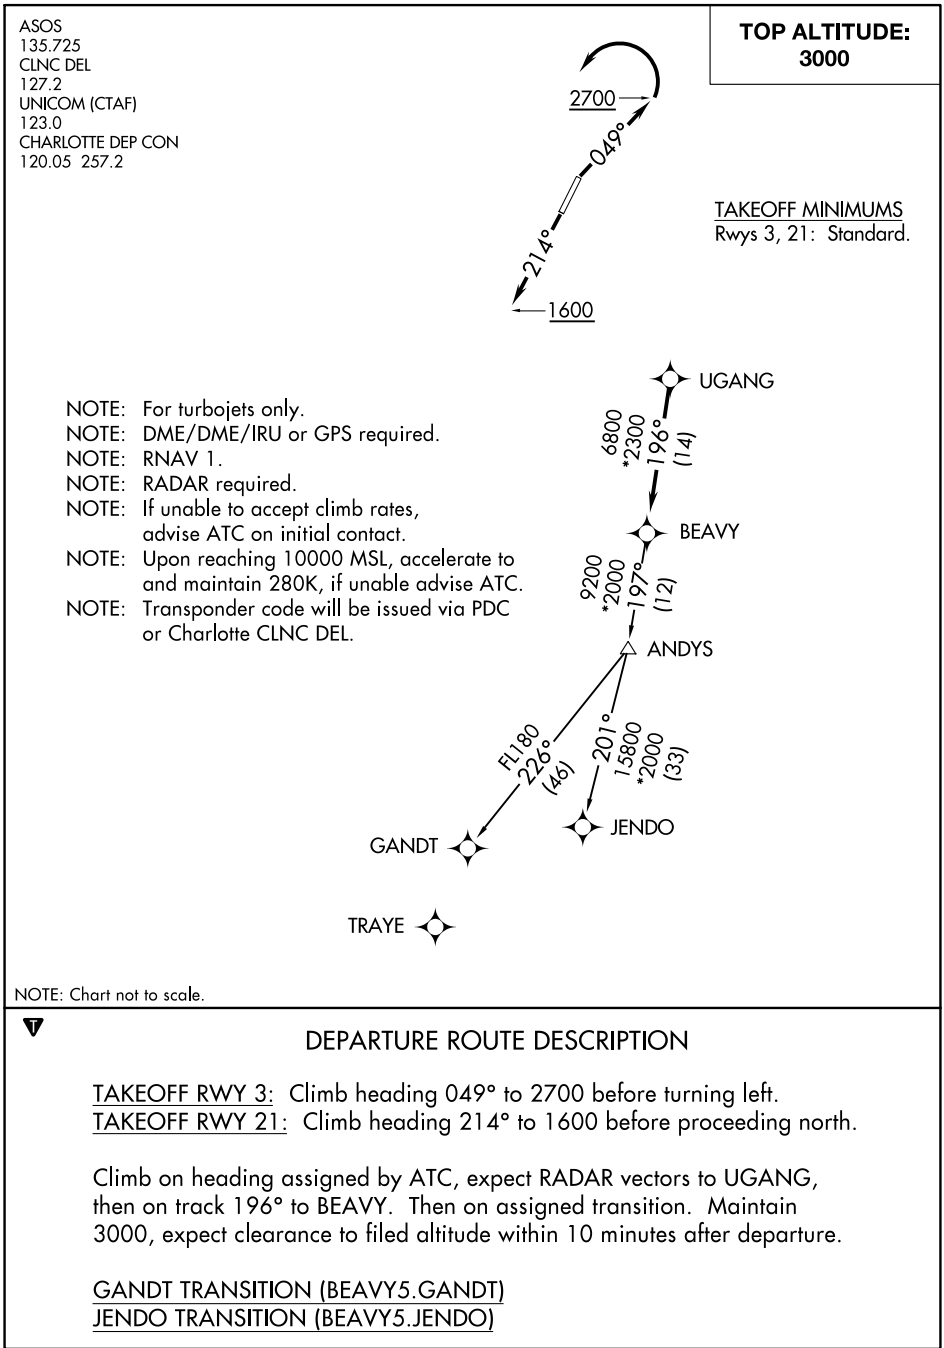 ASOS
135.725
CLNC DEL
127.2
UNICOM (CTAF)
123.0
CHARLOTTE DEP CON
120.05 257.2
TOP ALTITUDE:
3000
2700
049°
TAKEOFF MINIMUMS
Rwys 3, 21: Standard.
214°
1600
NOTE: For turbojets only.
NOTE: DME/DME/IRU or GPS required.
NOTE: RNAV 1.
NOTE: RADAR required.
NOTE: If unable to accept climb rates,
advise ATC on initial contact.
NOTE: Upon reaching 10000 MSL, accelerate to
and maintain 280K, if unable advise ATC.
NOTE: Transponder code will be issued via PDC
or Charlotte CLNC DEL.
UGANG
6800
*2300
196°
(14)
BEAVY
9200
*2000
197°
(12)
ANDYS
FL180
226°
(46)
201°
15800
*2000
(33)
JENDO
GANDT
TRAYE
NOTE: Chart not to scale.
T
DEPARTURE ROUTE DESCRIPTION
TAKEOFF RWY 3: Climb heading 049° to 2700 before turning left.
TAKEOFF RWY 21: Climb heading 214° to 1600 before proceeding north.
Climb on heading assigned by ATC, expect RADAR vectors to UGANG,
then on track 196° to BEAVY. Then on assigned transition. Maintain
3000, expect clearance to filed altitude within 10 minutes after departure.
GANDT TRANSITION (BEAVY5.GANDT)
JENDO TRANSITION (BEAVY5.JENDO)